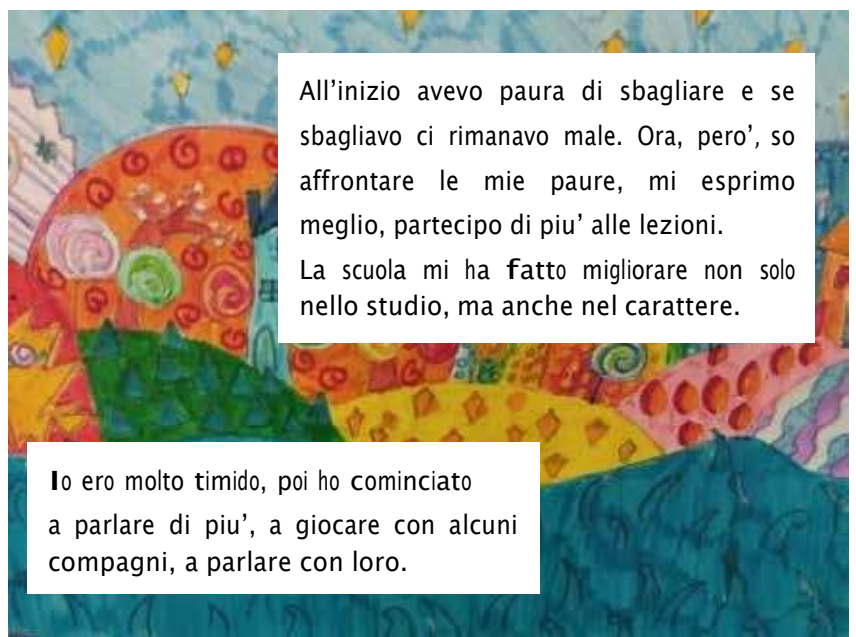 All’inizio avevo paura di sbagliare e se
sbagliavo ci rimanavo male. Ora, pero’, so
affrontare le mie paure, mi esprimo
meglio, partecipo di piu’ alle lezioni.
La scuola mi ha fatto migliorare non solo
nello studio, ma anche nel carattere.
Io ero molto timido, poi ho cominciato
a parlare di piu’, a giocare con alcuni
compagni, a parlare con loro.